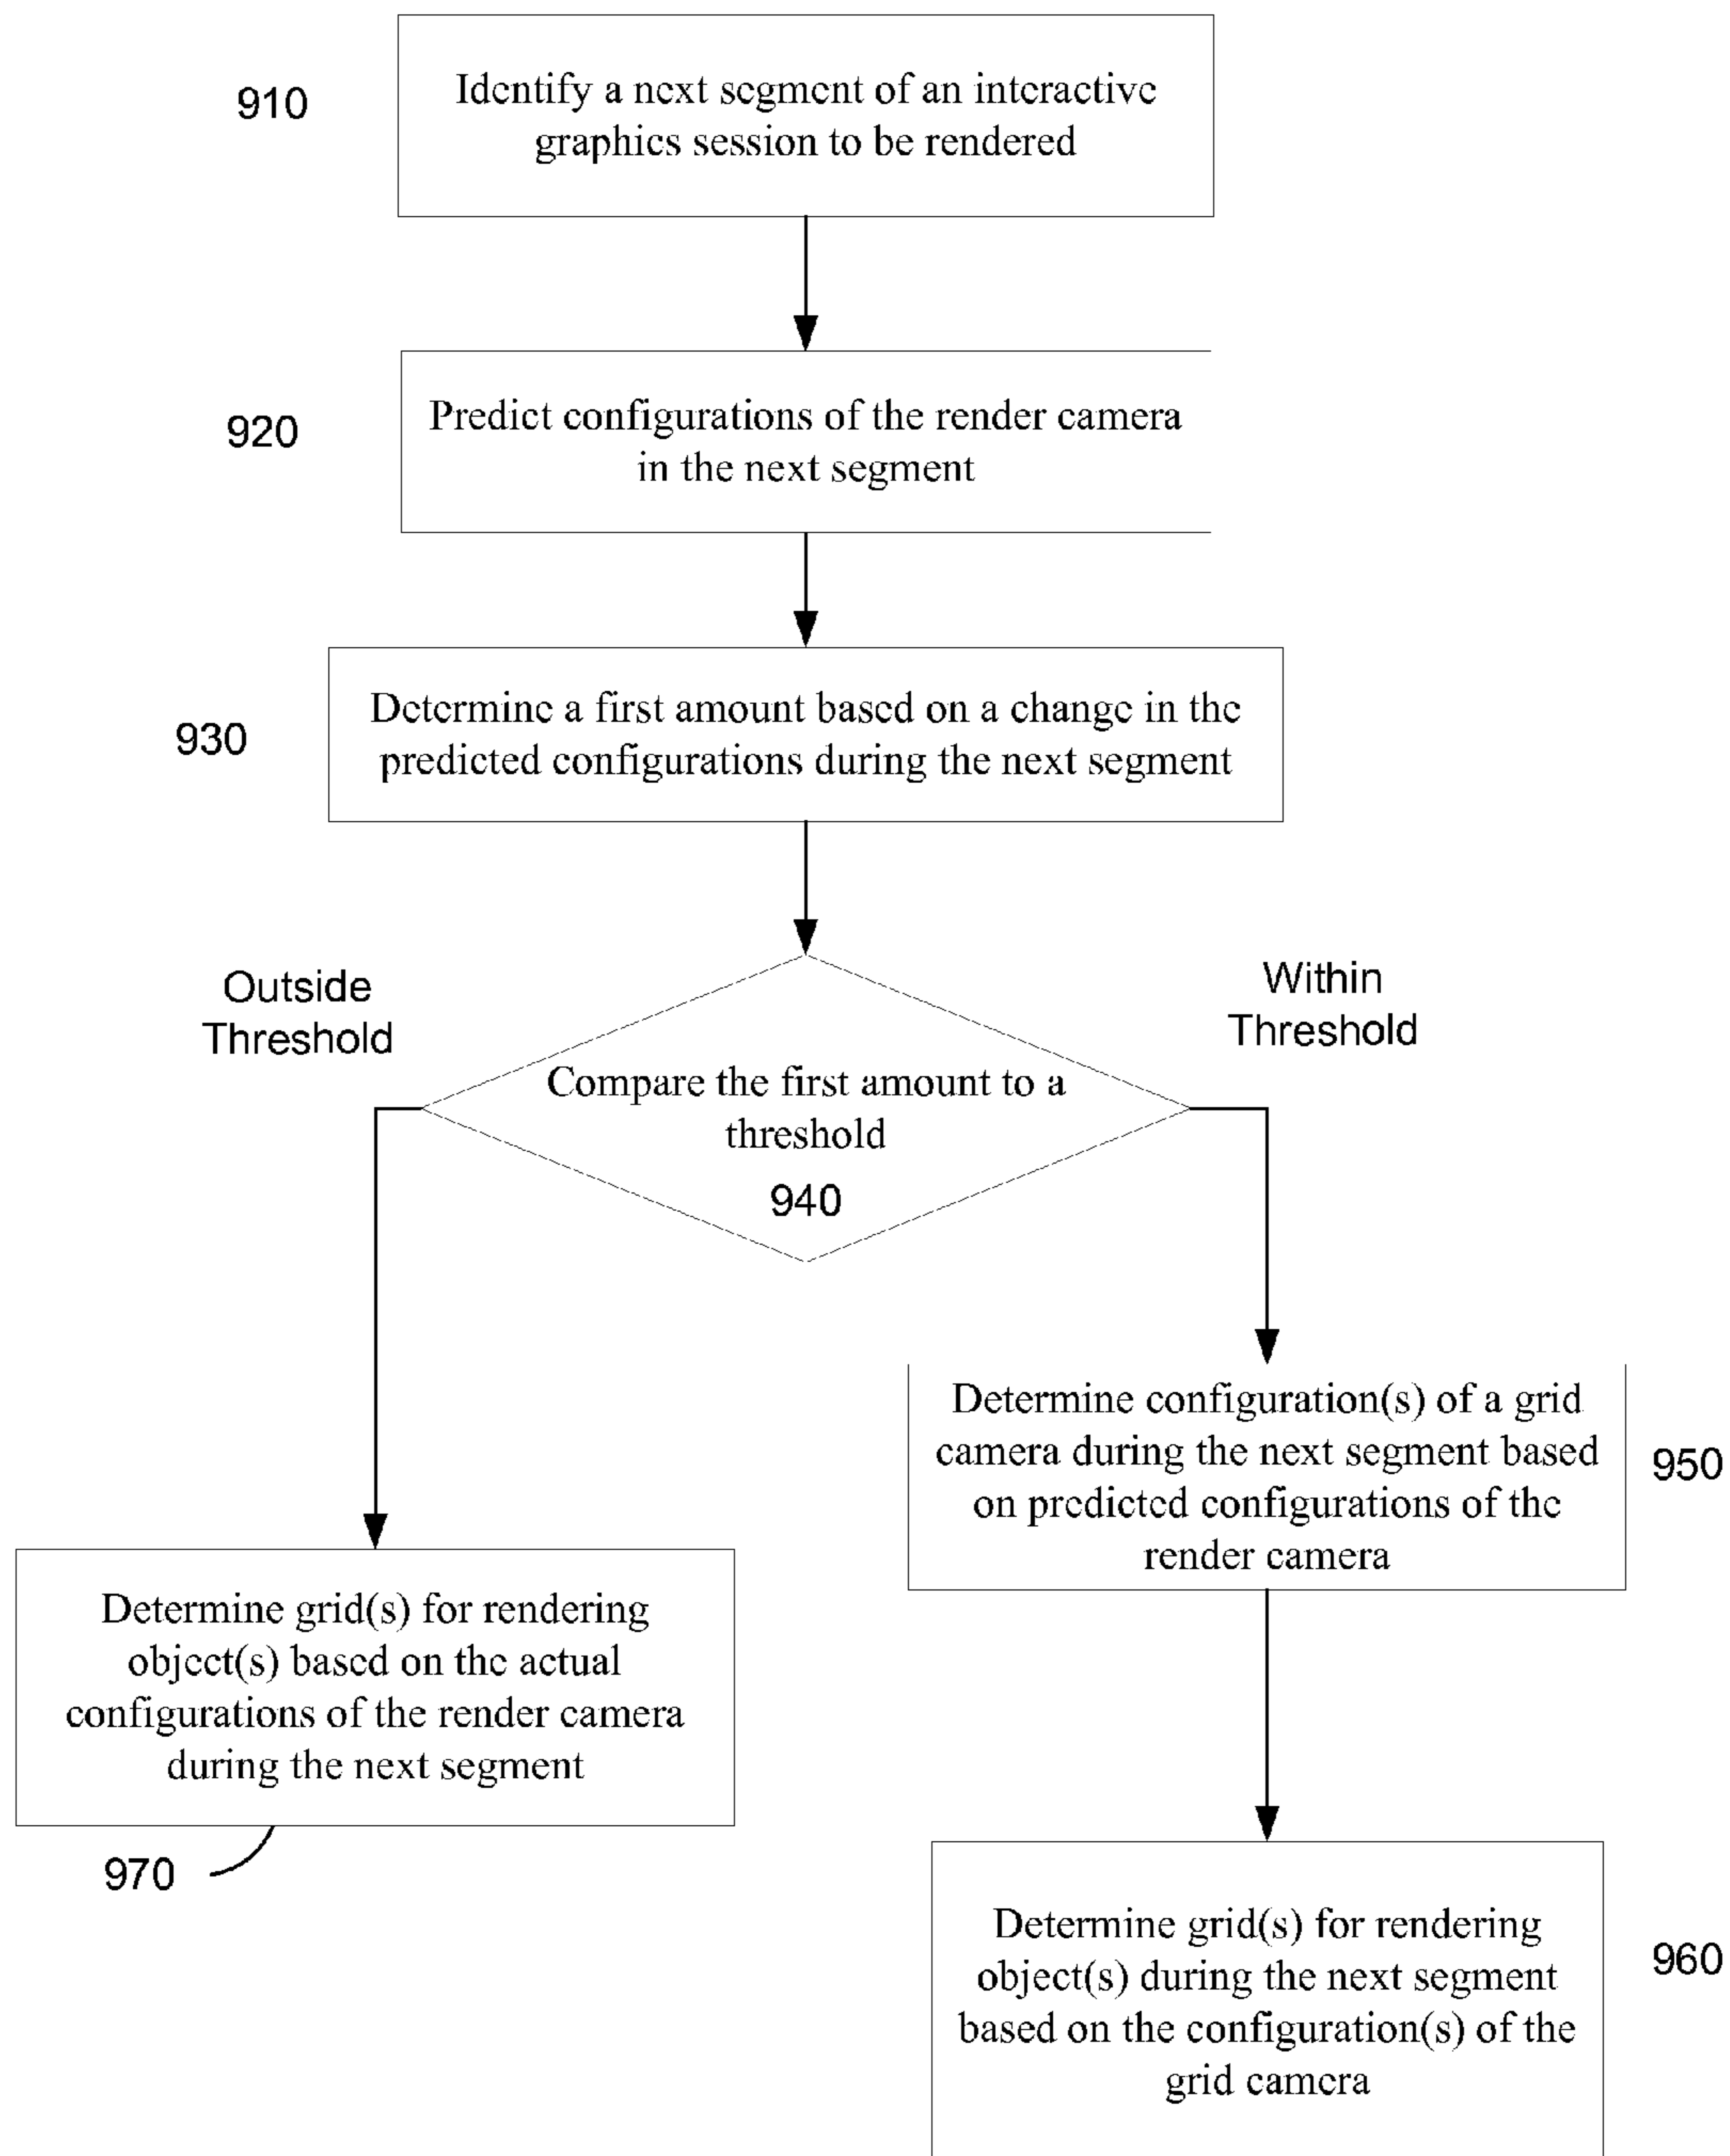 910
Identify a next segment of an interactive
graphics session to be rendered
920
Predict configurations of the render camera
in the next segment
930
Determine a first amount based on a change in the
predicted configurations during the next segment
Outside
Threshold
Within
Threshold
Compare the first amount to a
threshold
940
Determine configuration(s) of a grid
camera during the next segment based
on predicted configurations of the
render camera
950
Determine grid(s) for rendering
object(s) based on the actual
configurations of the render camera
during the next segment
970
Determine grid(s) for rendering
object(s) during the next segment
based on the configuration(s) of the
grid camera
960